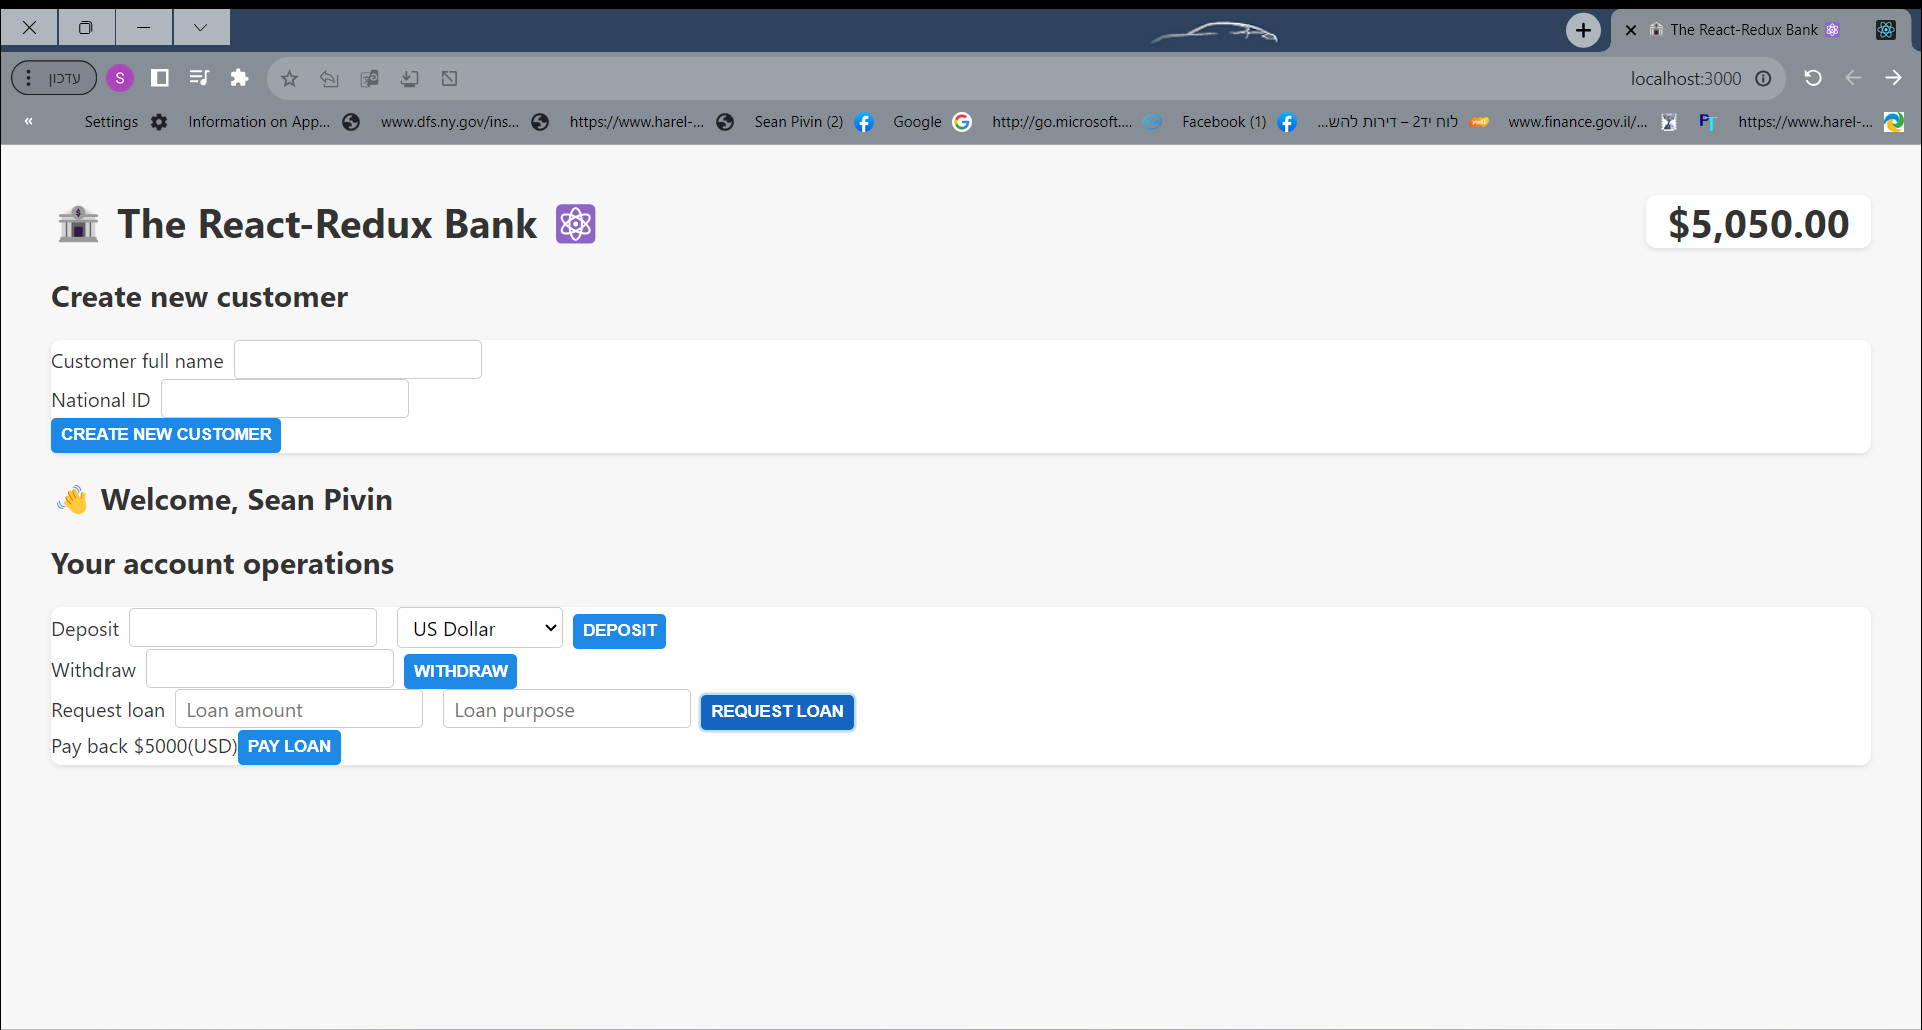 The React-Redux Bank
עדכון
S
localhost:3000
Settings
Information on App...
www.dfs.ny.gov/ins...
https://www.harel-...
Sean Pivin (2)
Google
http://go.microsoft....
Facebook (1)
לוח יד2 – דירות להש...
www.finance.gov.il/...
https://www.harel-...
The React-Redux Bank
$5,050.00
Create new customer
Customer full name
National ID
CREATE NEW CUSTOMER
Welcome, Sean Pivin
Your account operations
Deposit US Dollar DEPOSIT
Withdraw WITHDRAW
Request loan Loan amount Loan purpose REQUEST LOAN
Pay back $5000(USD) PAY LOAN